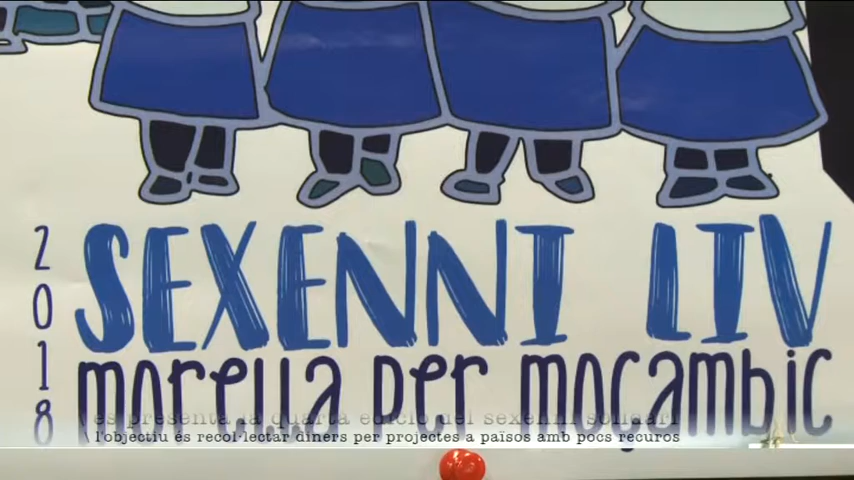 2018
SEXENNI LIV
morella per moçambic
es presenta la quarta edició del sexenni solidari
l'objectiu és recol·lectar diners per projectes a països amb pocs recuros